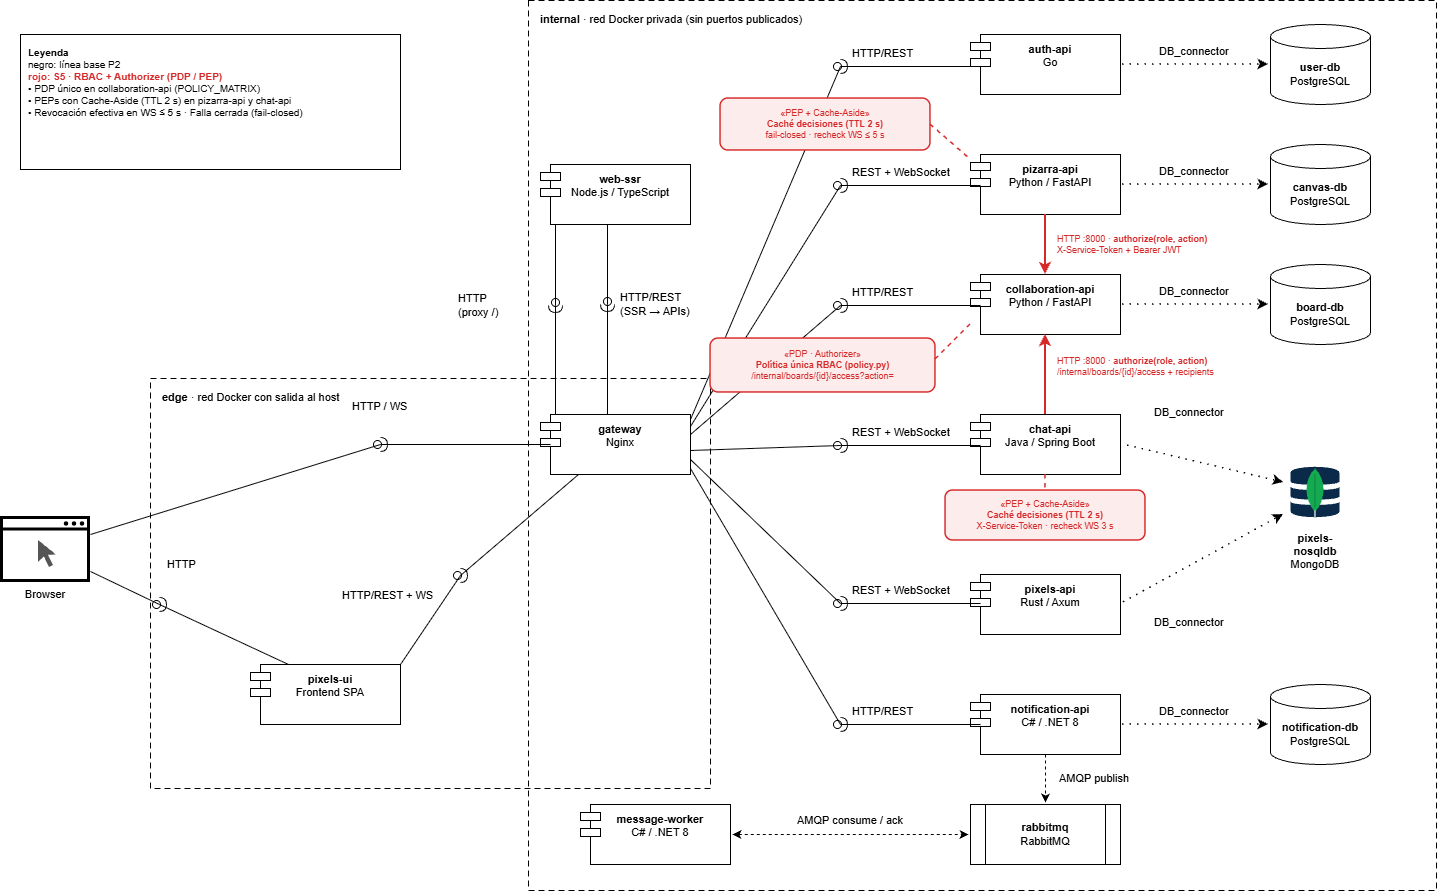 internal · red Docker privada (sin puertos publicados)
Leyenda
negro: línea base P2
rojo: S5 · RBAC + Authorizer (PDP / PEP)
• PDP único en collaboration-api (POLICY_MATRIX)
• PEPs con Cache-Aside (TTL 2 s) en pizarra-api y chat-api
• Revocación efectiva en WS ≤ 5 s · Falla cerrada (fail-closed)
HTTP/REST
auth-api
Go
DB_connector
user-db
PostgreSQL
«PEP + Cache-Aside»
Caché decisiones (TTL 2 s)
fail-closed · recheck WS ≤ 5 s
web-ssr
Node.js / TypeScript
REST + WebSocket
pizarra-api
Python / FastAPI
DB_connector
canvas-db
PostgreSQL
HTTP :8000 · authorize(role, action)
X-Service-Token + Bearer JWT
HTTP
(proxy /)
HTTP/REST
(SSR → APIs)
HTTP/REST
collaboration-api
Python / FastAPI
DB_connector
board-db
PostgreSQL
«PDP · Authorizer»
Política única RBAC (policy.py)
/internal/boards/{id}/access?action=
HTTP :8000 · authorize(role, action)
/internal/boards/{id}/access + recipients
edge · red Docker con salida al host
HTTP / WS
gateway
Nginx
REST + WebSocket
chat-api
Java / Spring Boot
DB_connector
«PEP + Cache-Aside»
Caché decisiones (TTL 2 s)
X-Service-Token · recheck WS 3 s
pixels-
nosqldb
MongoDB
Browser
HTTP
HTTP/REST + WS
REST + WebSocket
pixels-api
Rust / Axum
DB_connector
pixels-ui
Frontend SPA
HTTP/REST
notification-api
C# / .NET 8
DB_connector
notification-db
PostgreSQL
AMQP publish
message-worker
C# / .NET 8
AMQP consume / ack
rabbitmq
RabbitMQ